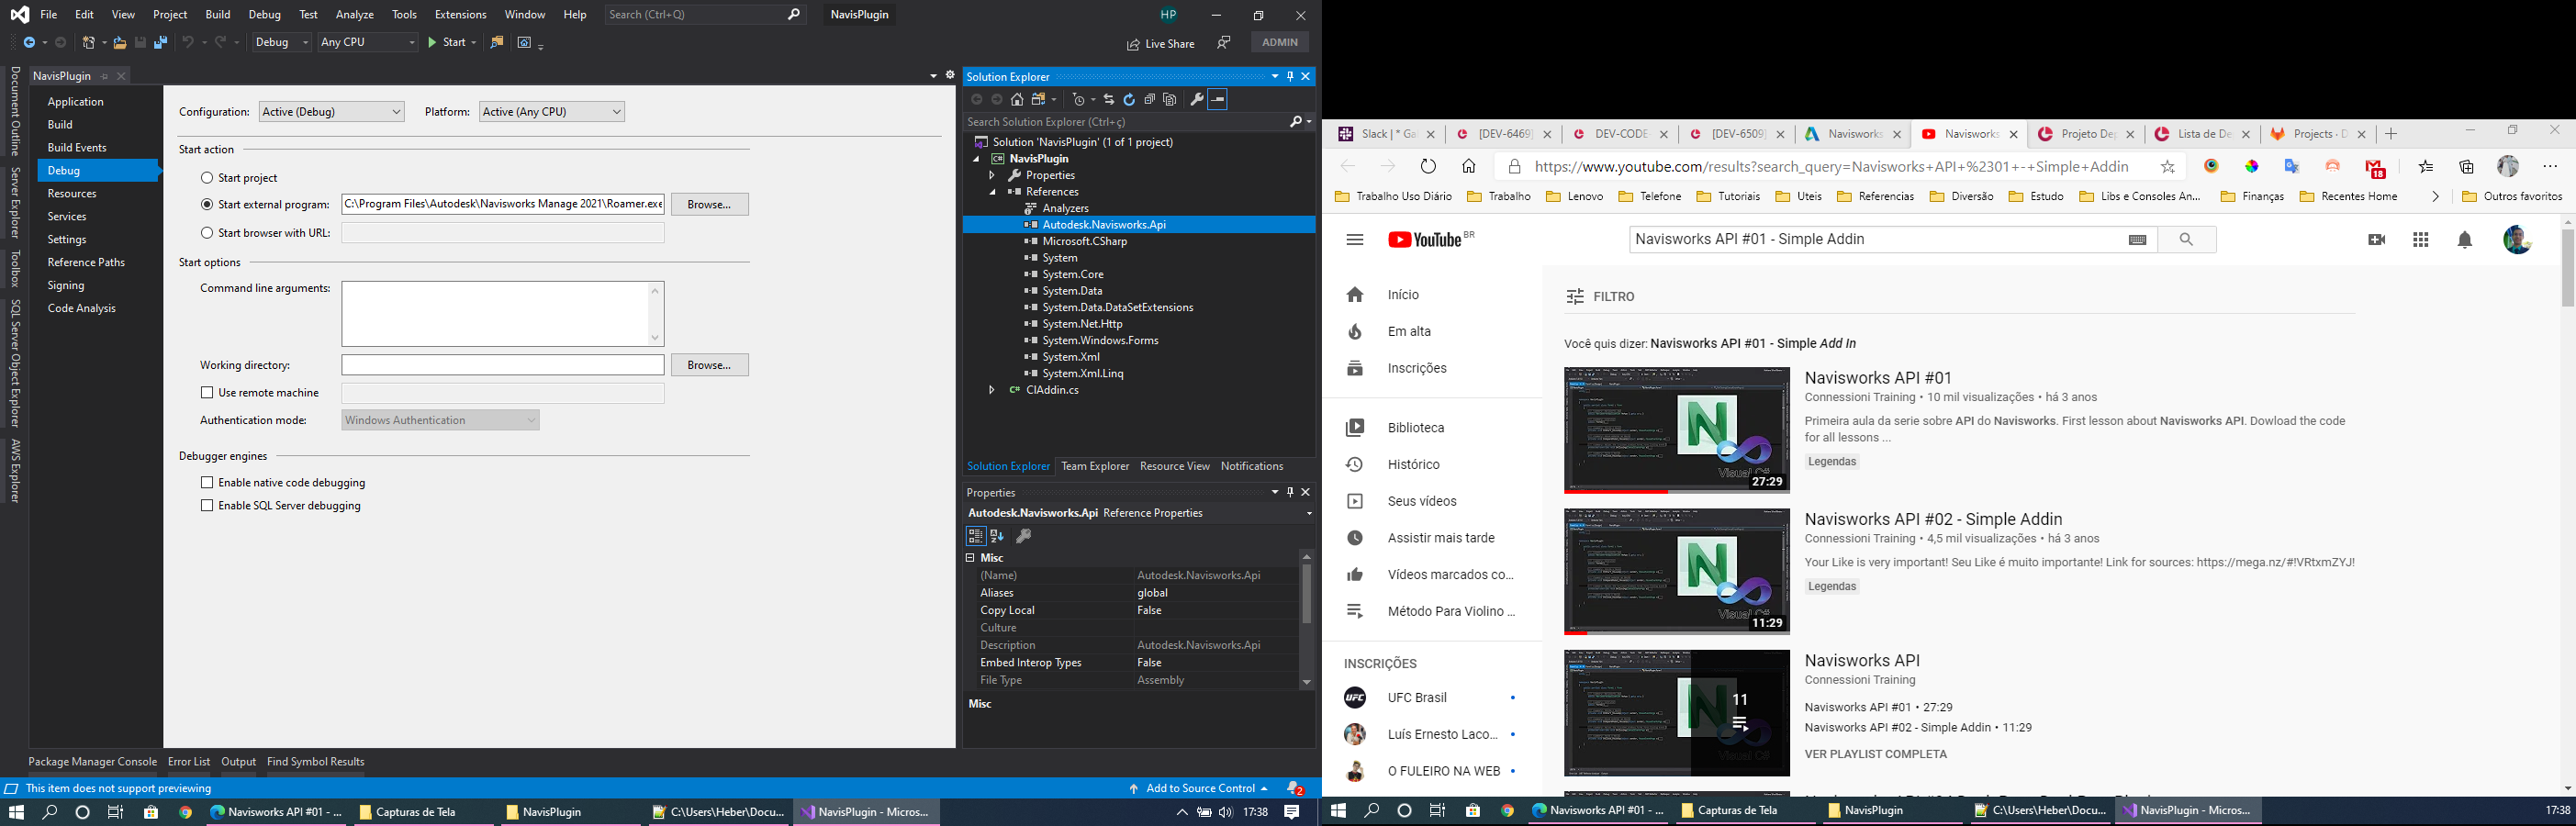 File Edit View Project Build Debug Test Analyze Tools Extensions Window Help Search (Ctrl+Q) NavisPlugin HP
Debug Any CPU Start Live Share ADMIN
Document Outline
Server Explorer
Toolbox
SQL Server Object Explorer
AWS Explorer
NavisPlugin
Application
Build
Build Events
Debug
Resources
Services
Settings
Reference Paths
Signing
Code Analysis
Configuration: Active (Debug) Platform: Active (Any CPU)
Start action
Start project
Start external program: C:\Program Files\Autodesk\Navisworks Manage 2021\Roamer.exe Browse...
Start browser with URL:
Start options
Command line arguments:
Working directory: Browse...
Use remote machine
Authentication mode: Windows Authentication
Debugger engines
Enable native code debugging
Enable SQL Server debugging
Solution Explorer
Search Solution Explorer (Ctrl+ç)
Solution 'NavisPlugin' (1 of 1 project)
NavisPlugin
Properties
References
Analyzers
Autodesk.Navisworks.Api
Microsoft.CSharp
System
System.Core
System.Data
System.Data.DataSetExtensions
System.Net.Http
System.Windows.Forms
System.Xml
System.Xml.Linq
C# ClAddin.cs
Solution Explorer Team Explorer Resource View Notifications
Properties
Autodesk.Navisworks.Api Reference Properties
Misc
(Name) Autodesk.Navisworks.Api
Aliases global
Copy Local False
Culture
Description Autodesk.Navisworks.Api
Embed Interop Types False
File Type Assembly
Misc
Package Manager Console Error List Output Find Symbol Results
This item does not support previewing Add to Source Control 2
Navisworks API #01 - ... Capturas de Tela NavisPlugin C:\Users\Heber\Docu... NavisPlugin - Micros... 17:38
Slack | * Ga [DEV-6469] DEV-CODE [DEV-6509] Navisworks Navisworks Projeto Dep Lista de De Projects · D
https://www.youtube.com/results?search_query=Navisworks+API+%2301+-+Simple+Addin 18
Trabalho Uso Diário Trabalho Lenovo Telefone Tutoriais Uteis Referencias Diversão Estudo Libs e Consoles An... Finanças Recentes Home Outros favoritos
YouTube BR Navisworks API #01 - Simple Addin
Início
Em alta
Inscrições
Biblioteca
Histórico
Seus vídeos
Assistir mais tarde
Vídeos marcados co...
Método Para Violino ...
INSCRIÇÕES
UFC Brasil
Luís Ernesto Laco...
O FULEIRO NA WEB
FILTRO
Você quis dizer: Navisworks API #01 - Simple Add In
Visual C#
27:29
Navisworks API #01
Connessioni Training • 10 mil visualizações • há 3 anos
Primeira aula da serie sobre API do Navisworks. First lesson about Navisworks API. Dowload the code
for all lessons ...
Legendas
Visual C#
11:29
Navisworks API #02 - Simple Addin
Connessioni Training • 4,5 mil visualizações • há 3 anos
Your Like is very important! Seu Like é muito importante! Link for sources: https://mega.nz/#!VRtxmZYJ!
Legendas
11
Navisworks API
Connessioni Training
Navisworks API #01 • 27:29
Navisworks API #02 - Simple Addin • 11:29
VER PLAYLIST COMPLETA
Navisworks API #01 - ... Capturas de Tela NavisPlugin C:\Users\Heber\Docu... NavisPlugin - Micros... 17:38